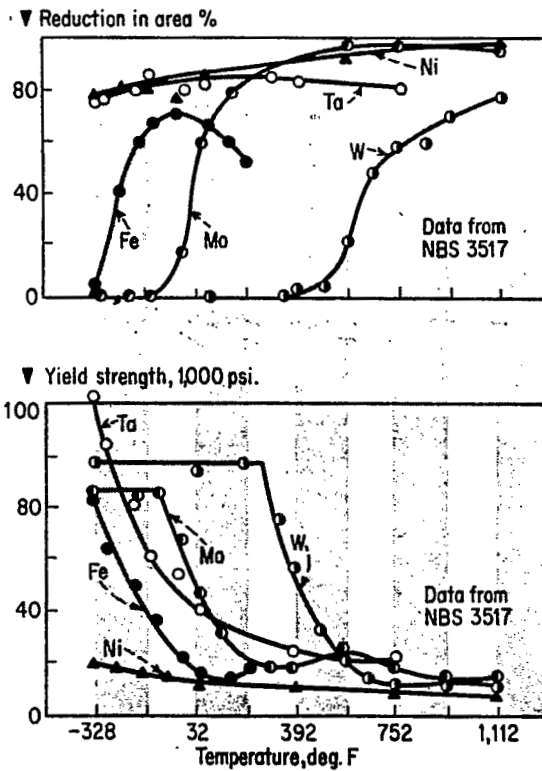 ▼ Reduction in area %
80
40
0
Ni
Ta
W
Fe
Mo
Data from
NBS 3517
▼ Yield strength, 1,000 psi.
100
80
40
20
0
Ta
Mo
W
Fe
Ni
Data from
NBS 3517
-328
32
392
752
1,112
Temperature, deg. F